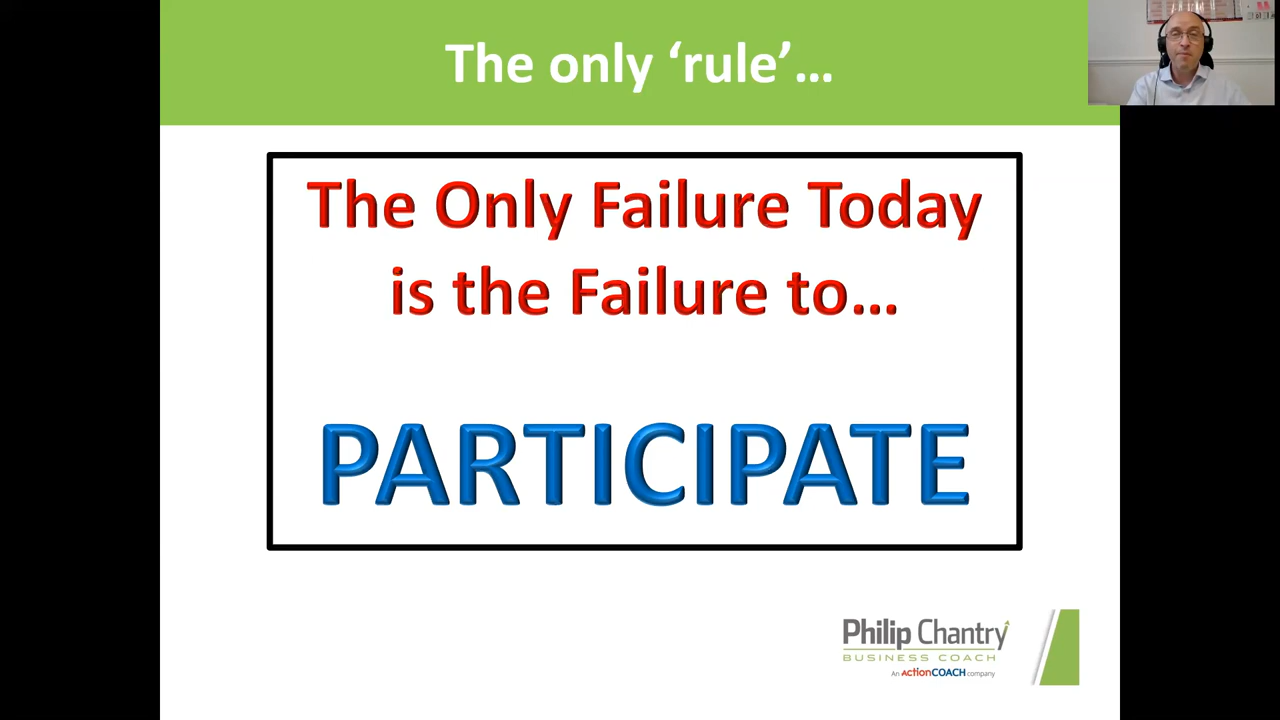 The only ‘rule’…
The Only Failure Today
is the Failure to…
PARTICIPATE
Philip Chantry
BUSINESS COACH
An ACTiONCOACH company